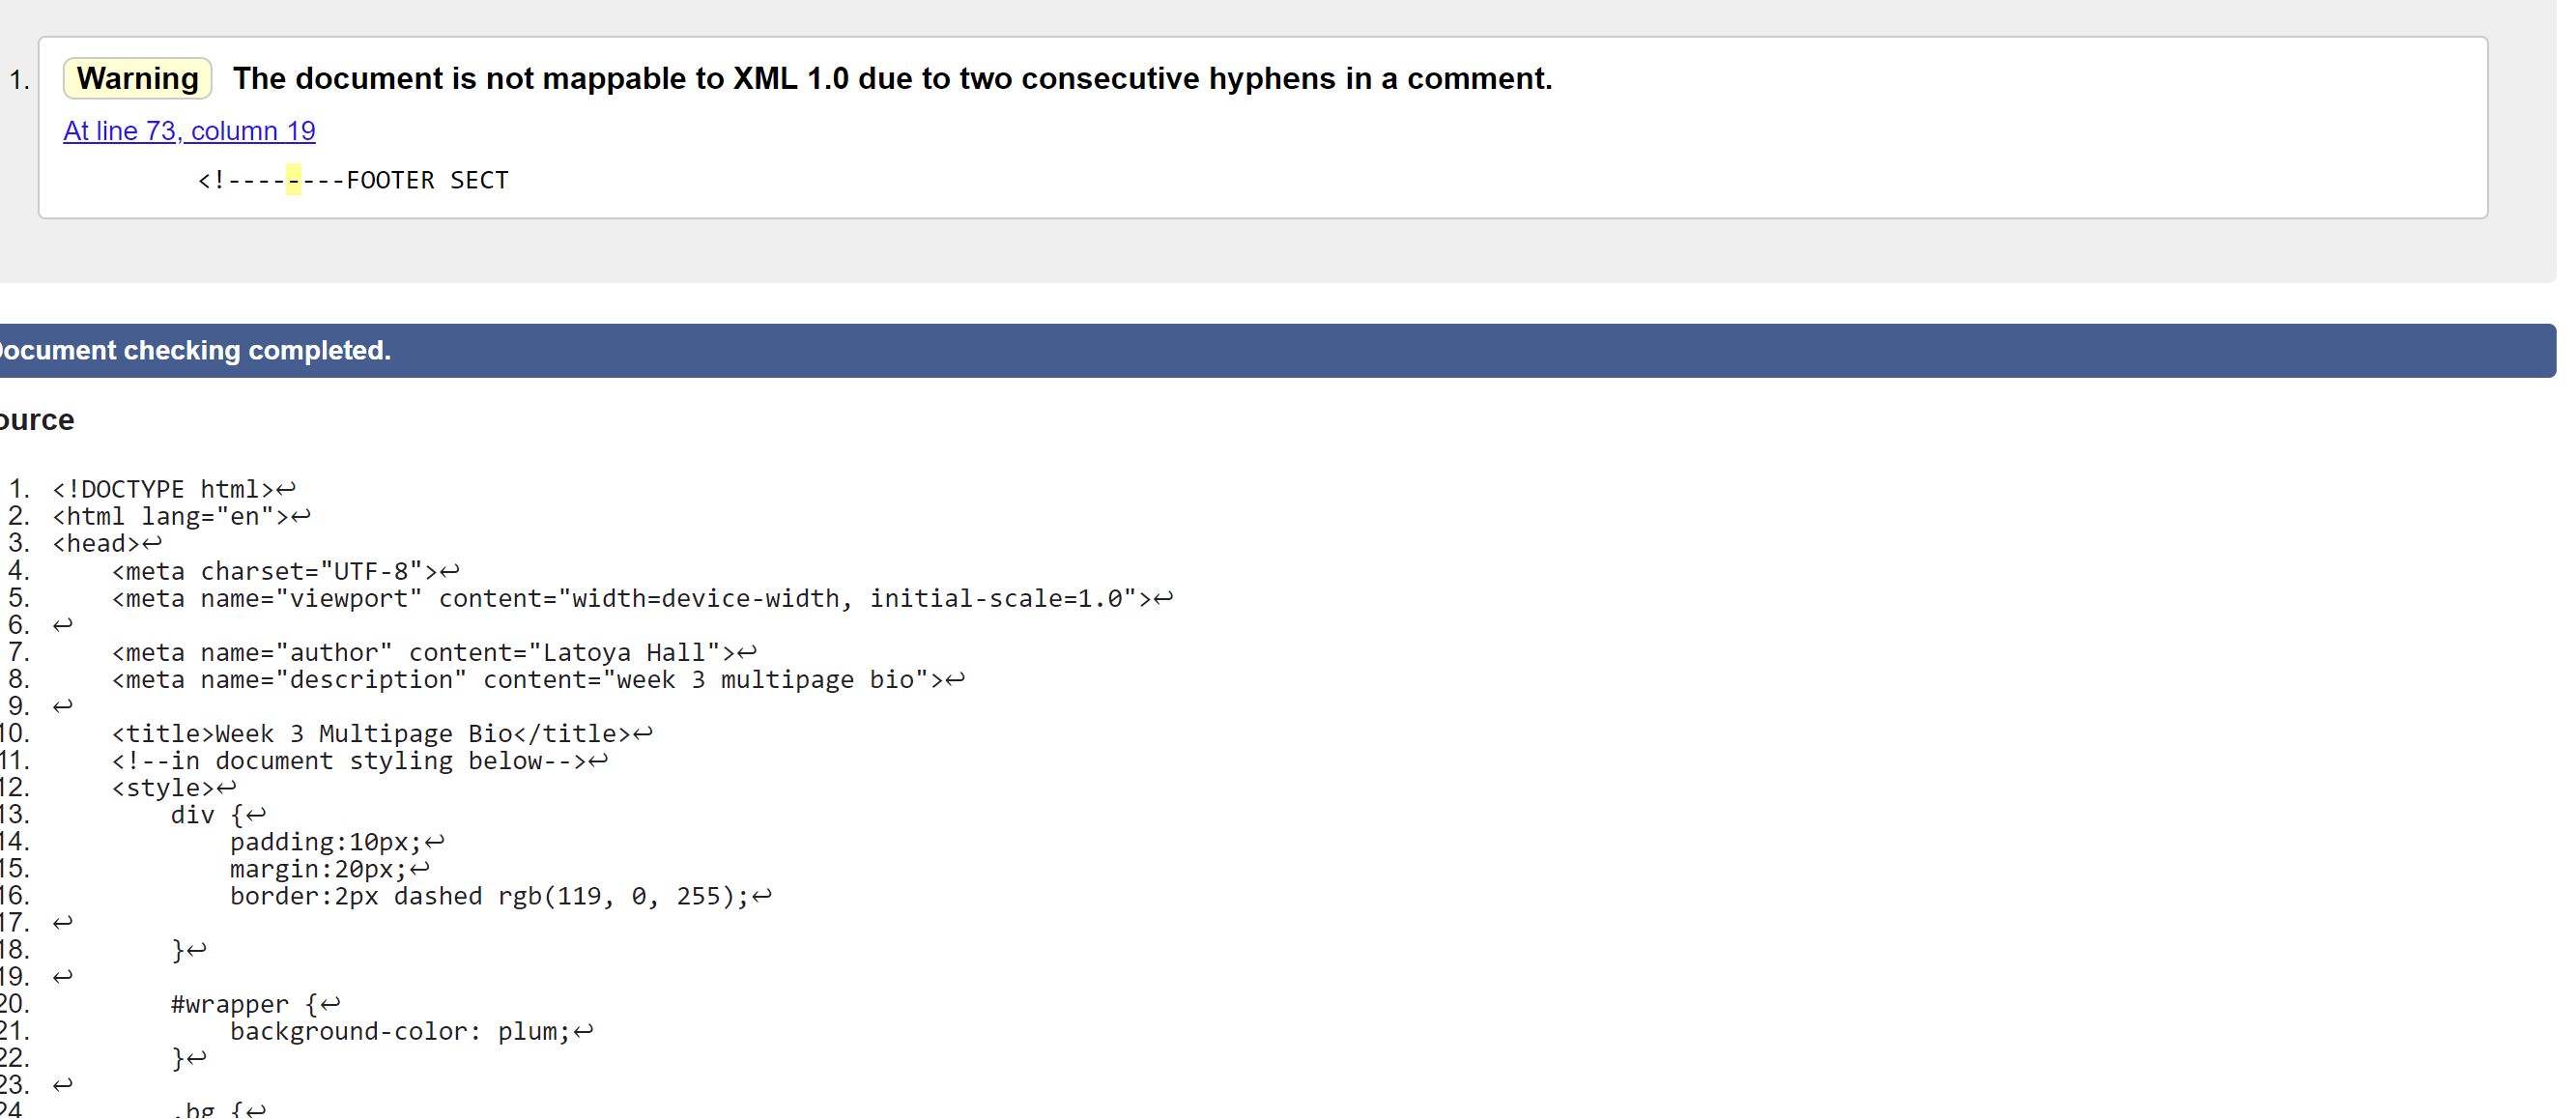 1. Warning The document is not mappable to XML 1.0 due to two consecutive hyphens in a comment.
At line 73, column 19
<!--------FOOTER SECT
Document checking completed.
ource
1. <!DOCTYPE html>↩
2. <html lang="en">↩
3. <head>↩
4. <meta charset="UTF-8">↩
5. <meta name="viewport" content="width=device-width, initial-scale=1.0">↩
6. ↩
7. <meta name="author" content="Latoya Hall">↩
8. <meta name="description" content="week 3 multipage bio">↩
9. ↩
10. <title>Week 3 Multipage Bio</title>↩
11. <!--in document styling below-->↩
12. <style>↩
13. div {↩
14. padding:10px;↩
15. margin:20px;↩
16. border:2px dashed rgb(119, 0, 255);↩
17. ↩
18. }↩
19. ↩
20. #wrapper {↩
21. background-color: plum;↩
22. }↩
23. ↩
24. .bg {↩